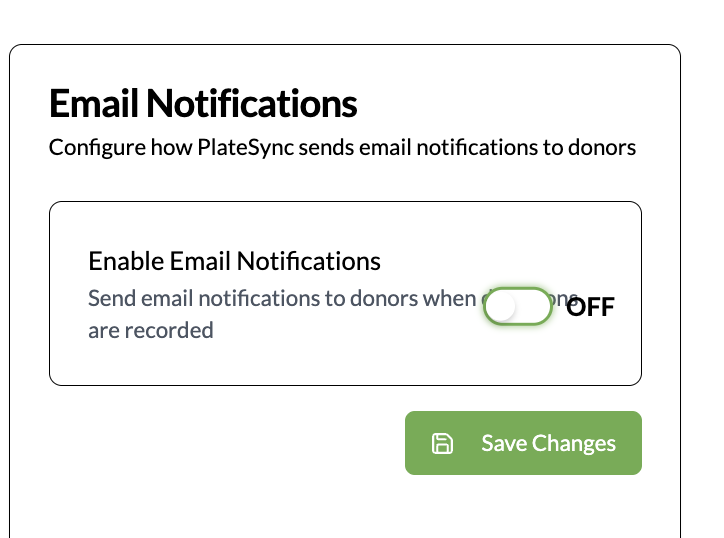 Email Notifications
Configure how PlateSync sends email notifications to donors
Enable Email Notifications
Send email notifications to donors when
are recorded
OFF
Save Changes